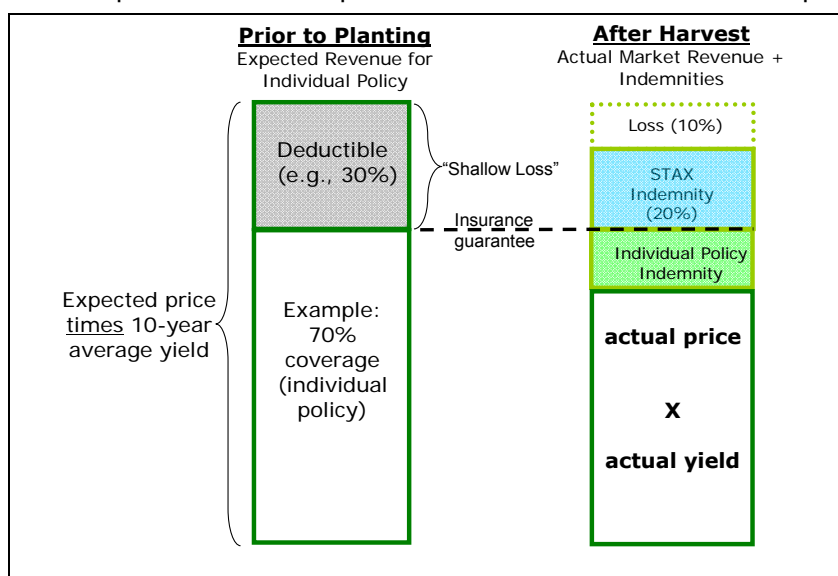 Prior to Planting
Expected Revenue for
Individual Policy
Deductible
(e.g., 30%)
“Shallow Loss”
Insurance
guarantee
Expected price
times 10-year
average yield
Example:
70%
coverage
(individual
policy)
After Harvest
Actual Market Revenue +
Indemnities
Loss (10%)
STAX
Indemnity
(20%)
Individual Policy
Indemnity
actual price
X
actual yield